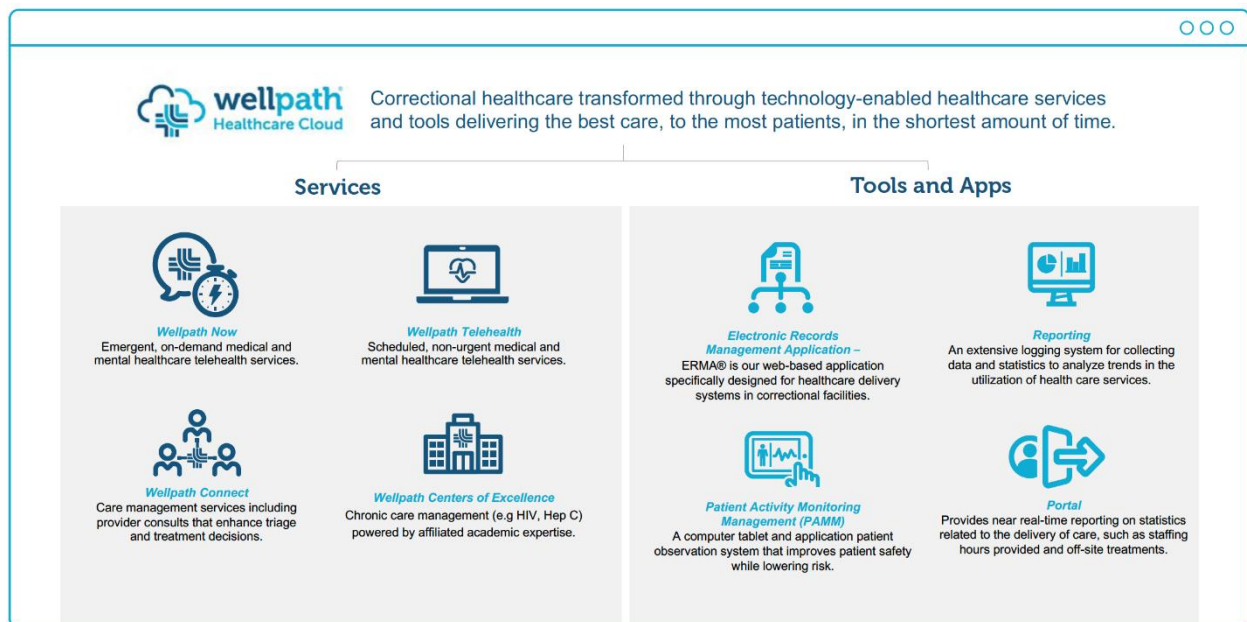 wellpath®
Healthcare Cloud
Correctional healthcare transformed through technology-enabled healthcare services
and tools delivering the best care, to the most patients, in the shortest amount of time.
Services
Wellpath Now
Emergent, on-demand medical and
mental healthcare telehealth services.
Wellpath Telehealth
Scheduled, non-urgent medical and
mental healthcare telehealth services.
Wellpath Connect
Care management services including
provider consults that enhance triage
and treatment decisions.
Wellpath Centers of Excellence
Chronic care management (e.g HIV, Hep C)
powered by affiliated academic expertise.
Tools and Apps
Electronic Records
Management Application –
ERMA® is our web-based application
specifically designed for healthcare delivery
systems in correctional facilities.
Reporting
An extensive logging system for collecting
data and statistics to analyze trends in the
utilization of health care services.
Patient Activity Monitoring
Management (PAMM)
A computer tablet and application patient
observation system that improves patient safety
while lowering risk.
Portal
Provides near real-time reporting on statistics
related to the delivery of care, such as staffing
hours provided and off-site treatments.